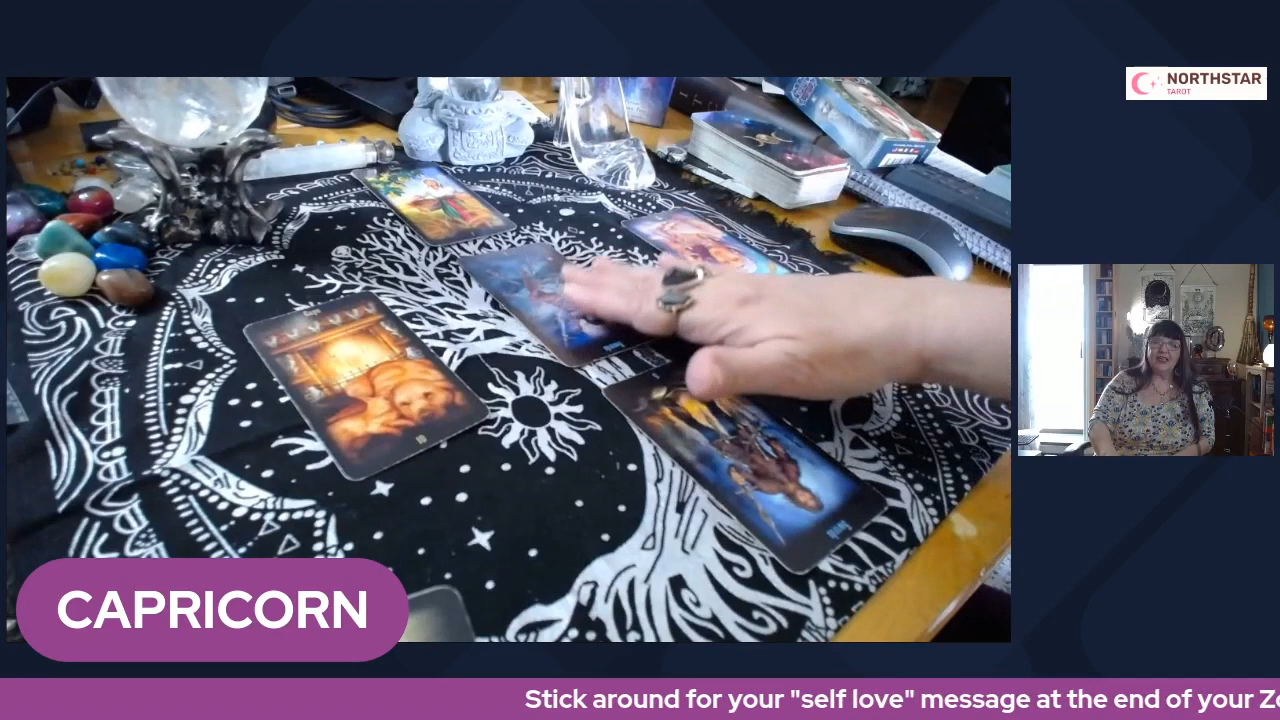 NORTHSTAR
TAROT
CAPRICORN
Stick around for your "self love" message at the end of your Z